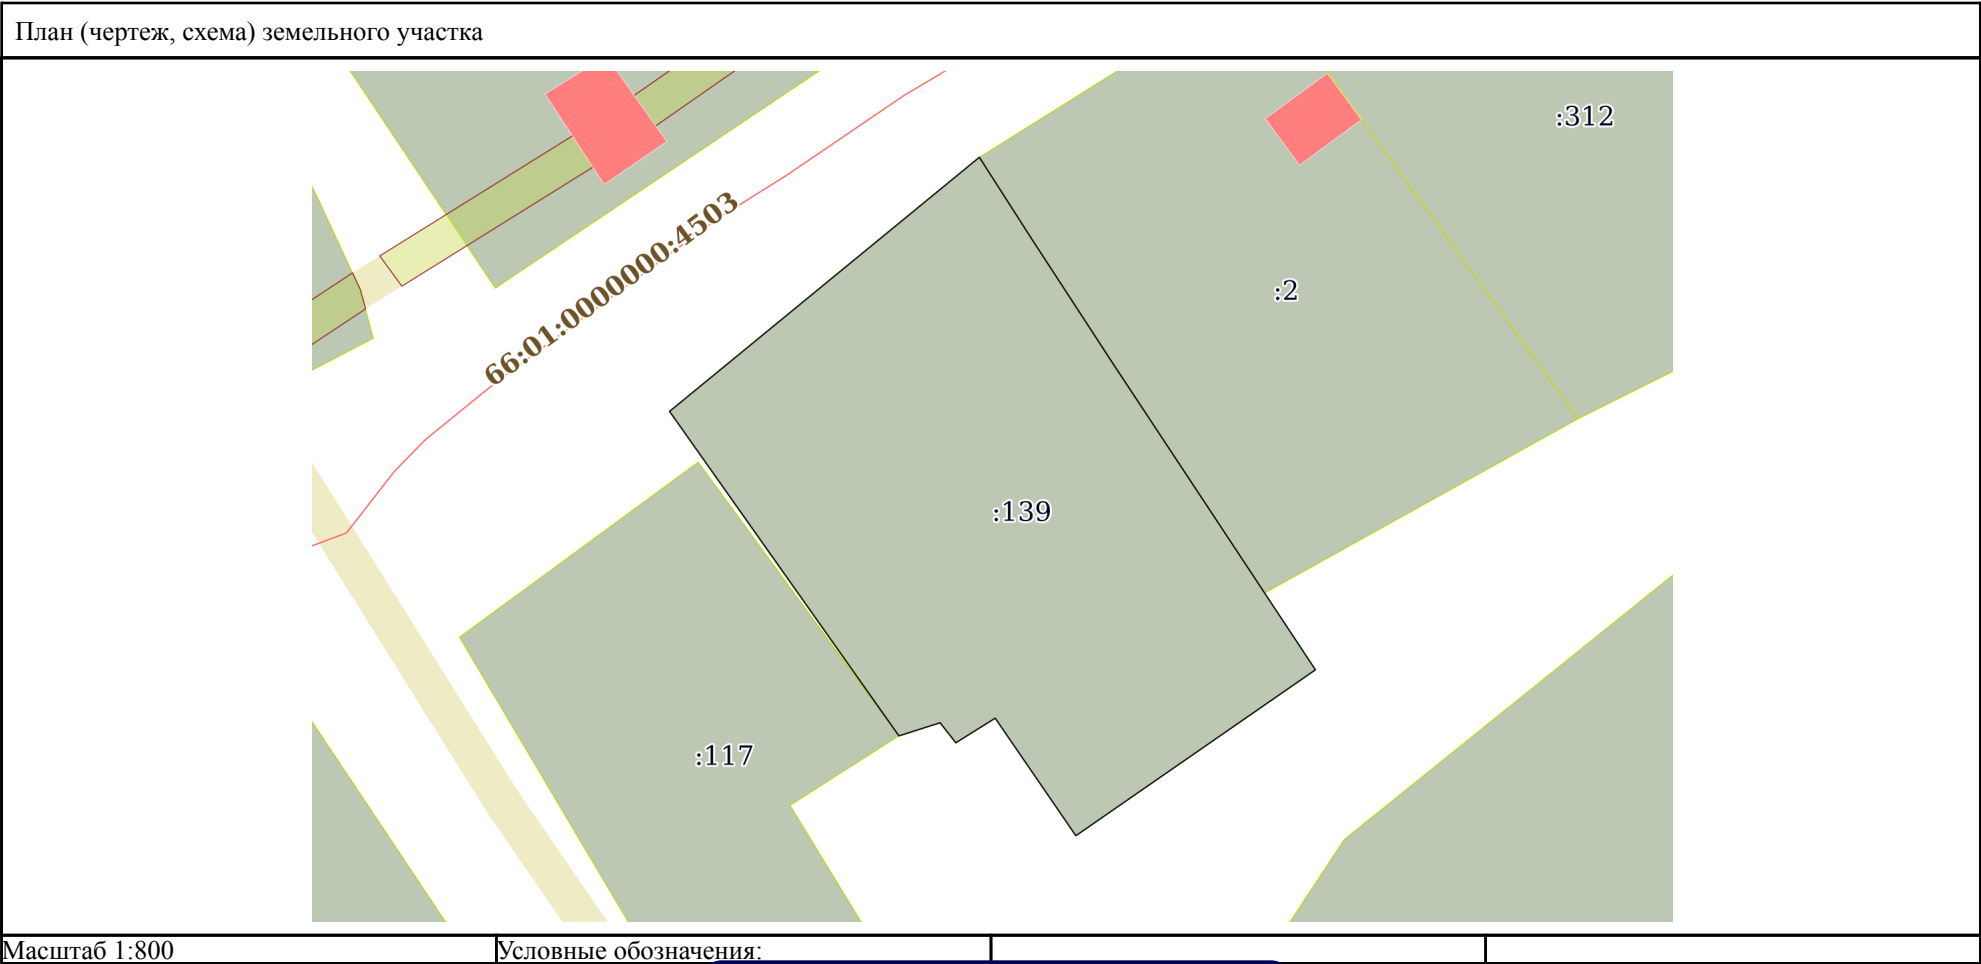 План (чертеж, схема) земельного участка
:312
66:01:0000000:4503
:2
:139
:117
Масштаб 1:800
Условные обозначения: